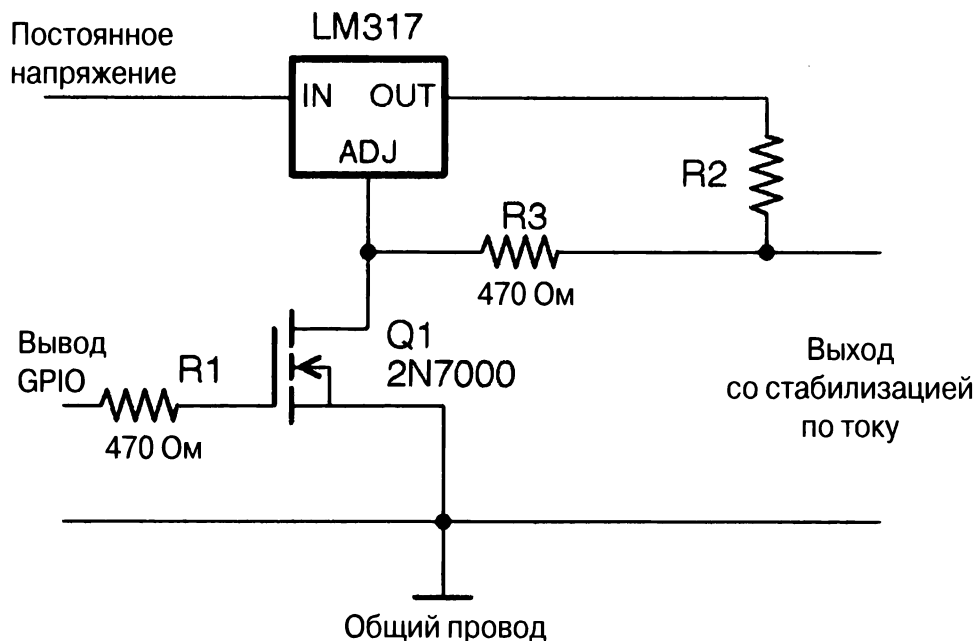 LM317
Постоянное
напряжение
IN OUT
ADJ
R2
R3
470 Ом
Вывод
GPIO
R1
470 Ом
Q1
2N7000
Выход
со стабилизацией
по току
Общий провод